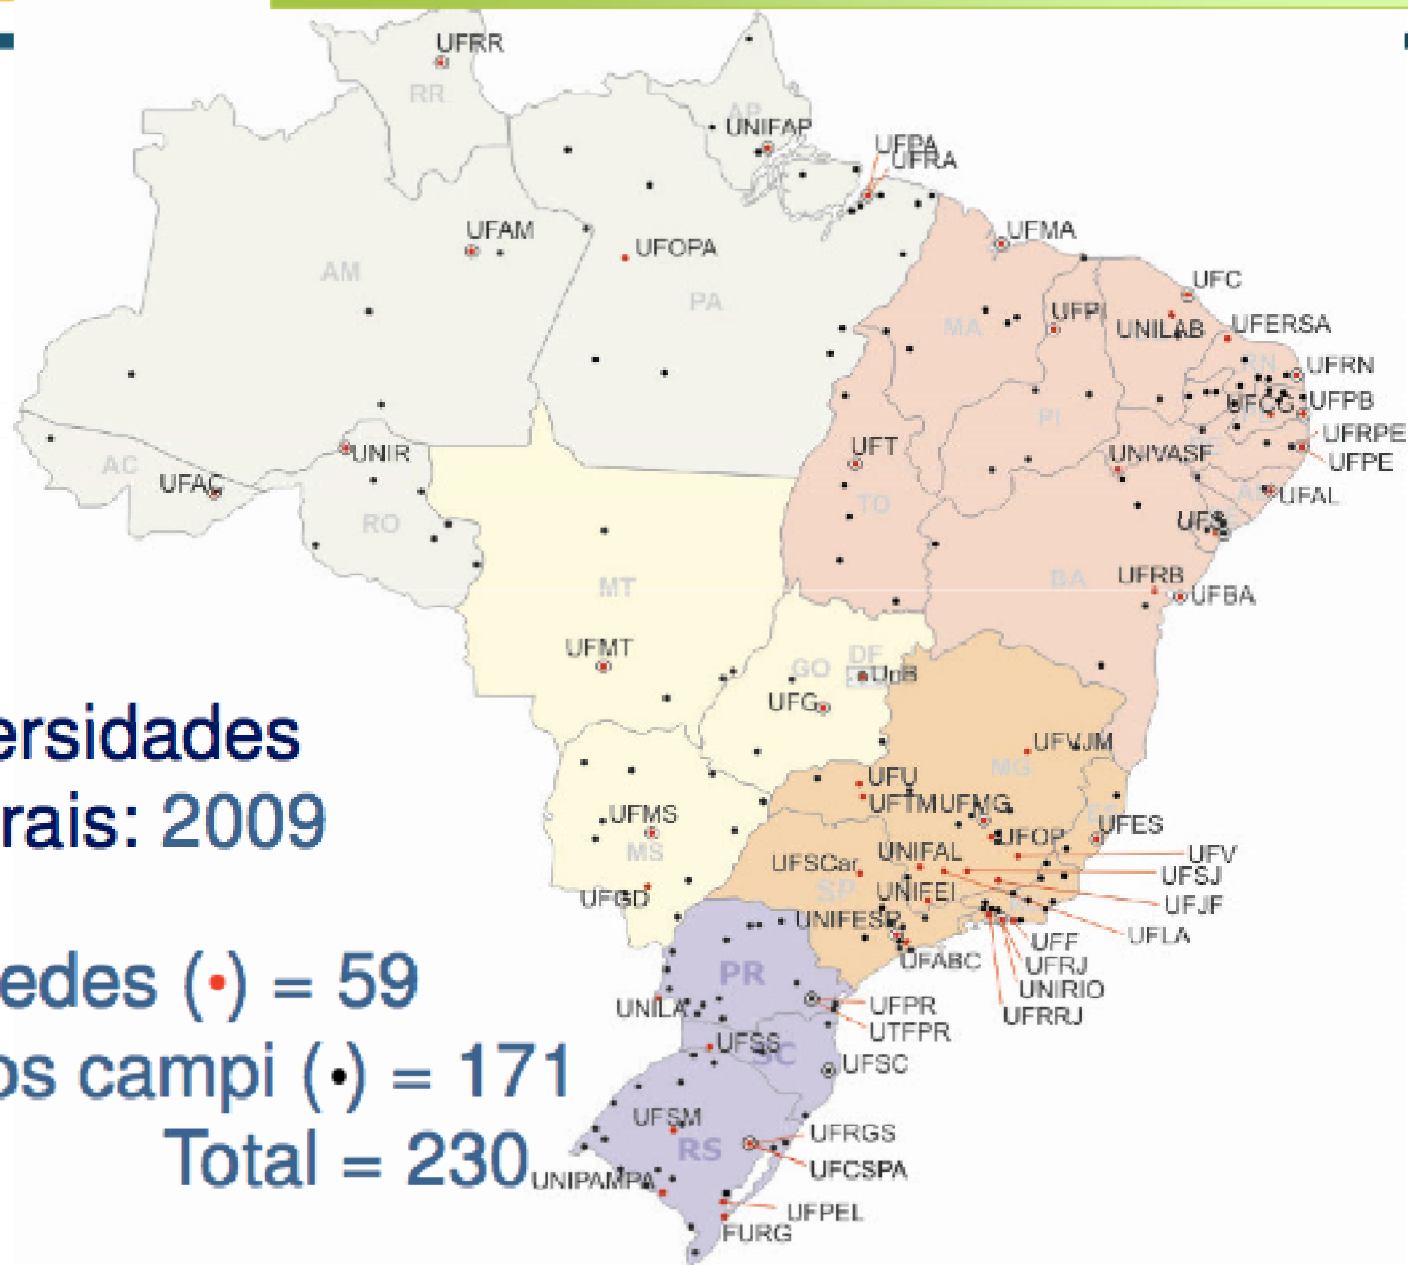 UFRR
RR
AP
UNIFAP
UFPA
UFRA
UFAM
UFOPA
UFMA
AM
PA
UFC
MA
UFPI
UNILAB
UFERSA
RN
UFRN
PI
UFCG
UFPB
UFRPE
UNIR
UFT
UNIVASF
PE
UFPE
AC
UFAC
TO
AL
UFAL
RO
UFS
MT
BA
UFRB
UFBA
UFMT
GO
DF
UnB
UFG
ersidades
UFVJM
MG
UFU
rais: 2009
UFMS
UFTM
UFMG
ES
UFES
UFOP
MS
UFSCar
UNIFAL
UFV
UFSJ
UFGD
SP
UNIFEI
UFJF
UNIFESP
UFLA
UFF
UFABC
UFRJ
PR
edes (•) = 59
UNIRIO
UNILA
UFPR
UFRRJ
UTFPR
UFSS
SC
UFSC
os campi (•) = 171
UFSM
RS
UFRGS
Total = 230
UFCSPA
UNIPAMPA
UFPEL
FURG